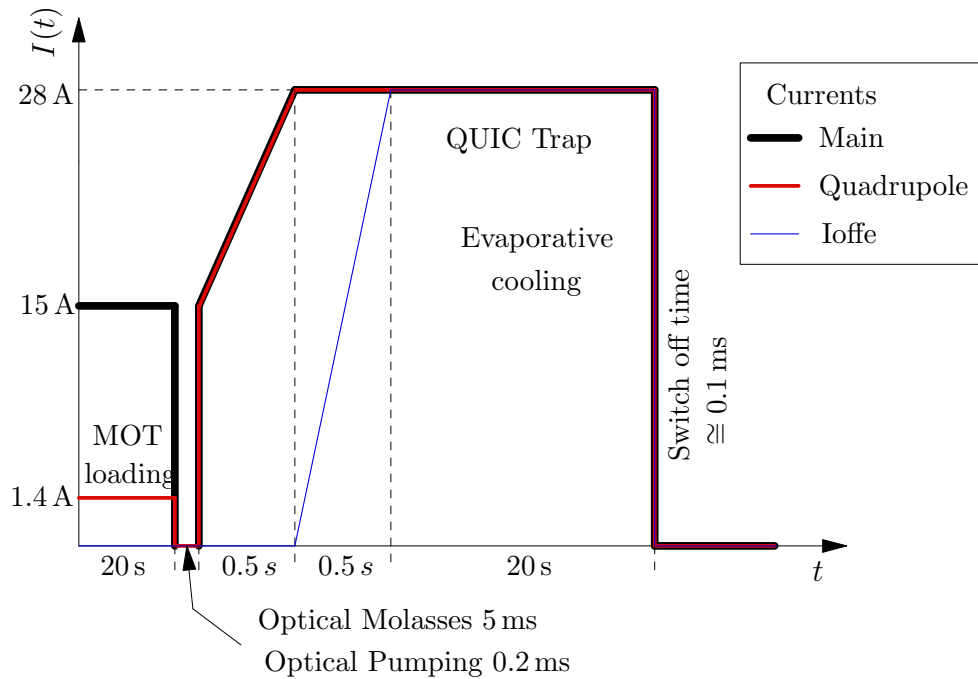 I(t)
28 A
15 A
1.4 A
MOT
loading
QUIC Trap
Evaporative
cooling
Switch off time
≅ 0.1 ms
Currents
Main
Quadrupole
Ioffe
20 s
0.5 s
0.5 s
20 s
t
Optical Molasses 5 ms
Optical Pumping 0.2 ms